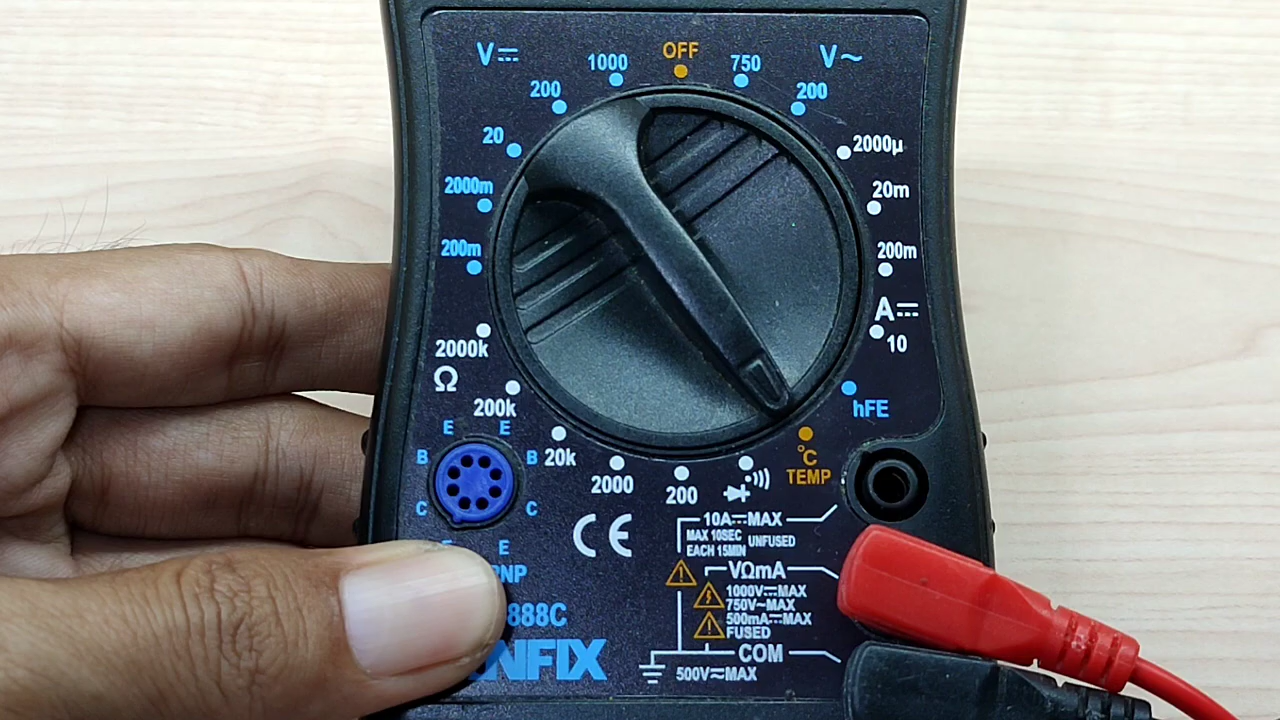 V⎓
1000
OFF
750
V~
200
200
20
2000µ
2000m
20m
200m
200m
A⎓
10
2000k
Ω
200k
hFE
20k
2000
200
°C
TEMP
E E
B B
C C
E
PNP
CE
10A⎓MAX
MAX 10SEC
EACH 15MIN
UNFUSED
VΩmA
1000V⎓MAX
750V~MAX
500mA⎓MAX
FUSED
COM
500V≂MAX
888C
NFIX